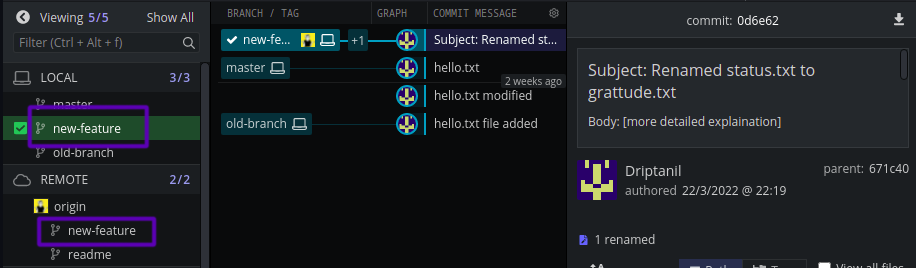 Viewing 5/5 Show All
Filter (Ctrl + Alt + f)
LOCAL 3/3
master
new-feature
old-branch
REMOTE 2/2
origin
new-feature
readme
BRANCH / TAG GRAPH COMMIT MESSAGE
new-fe... +1 Subject: Renamed st...
master hello.txt
2 weeks ago
hello.txt modified
old-branch hello.txt file added
commit: 0d6e62
Subject: Renamed status.txt to
grattude.txt
Body: [more detailed explaination]
Driptanil parent: 671c40
authored 22/3/2022 @ 22:19
1 renamed
View all files